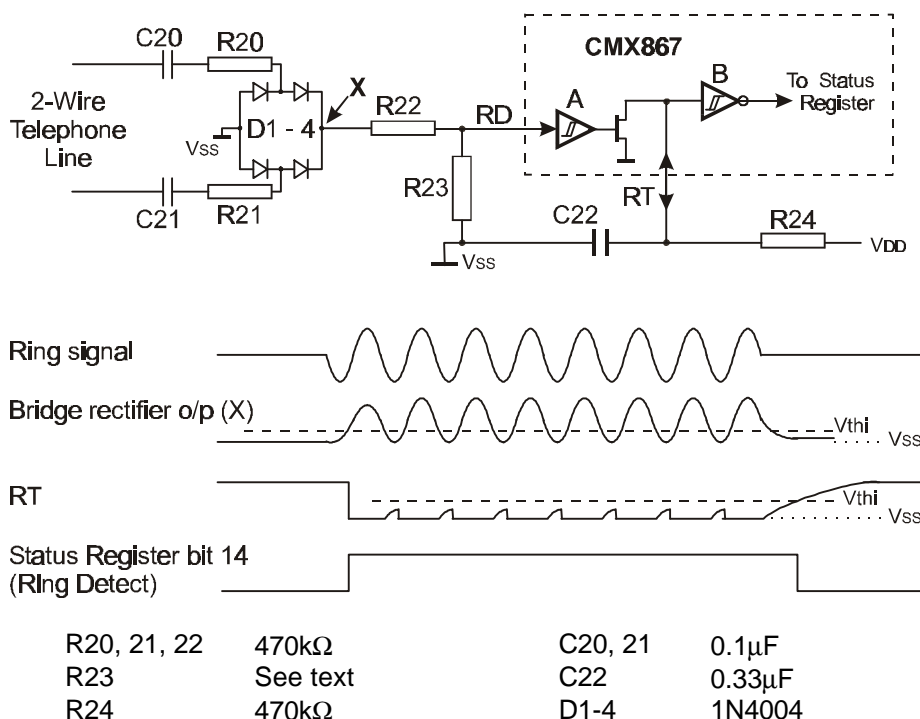 C20
R20
CMX867
X
2-Wire
Telephone
Line
Vss
D1 - 4
R22
RD
A
B
To Status
Register
R23
RT
C21
R21
C22
R24
VDD
Vss
Ring signal
Bridge rectifier o/p (X)
Vthi
Vss
RT
Vthi
Vss
Status Register bit 14
(RIng Detect)
R20, 21, 22 470kΩ C20, 21 0.1µF
R23 See text C22 0.33µF
R24 470kΩ D1-4 1N4004